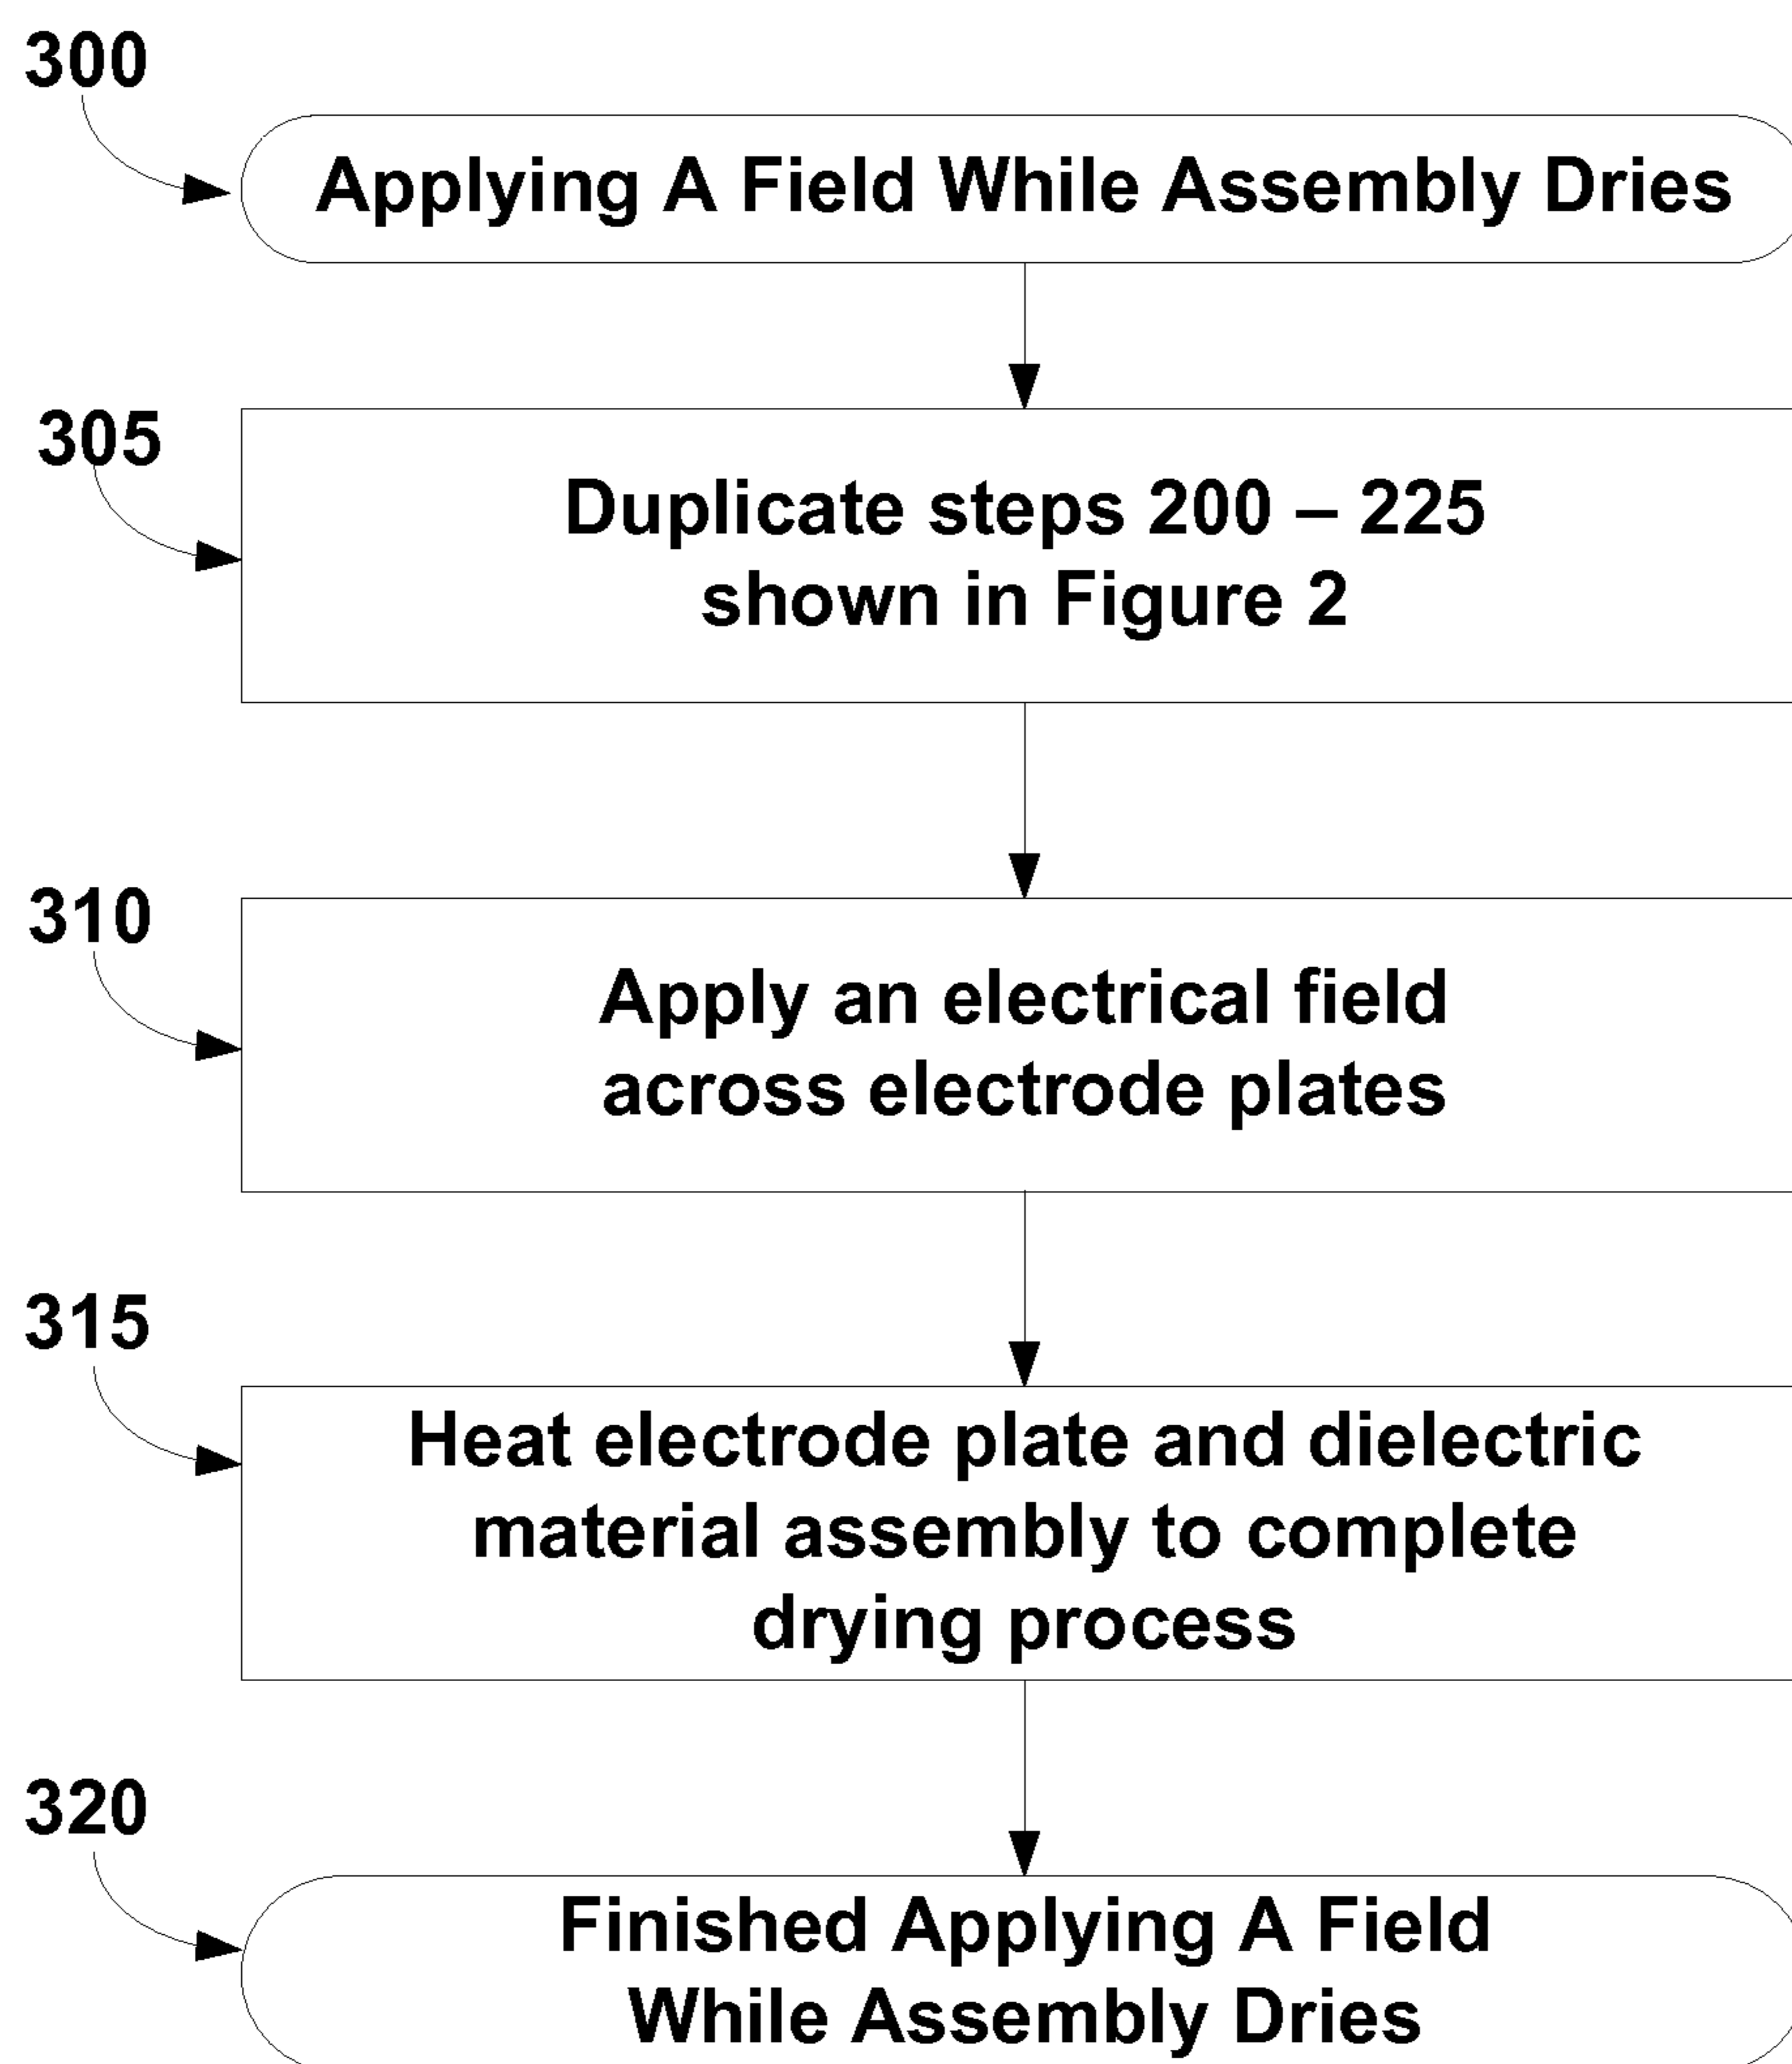 300
Applying A Field While Assembly Dries
305
Duplicate steps 200 – 225
shown in Figure 2
310
Apply an electrical field
across electrode plates
315
Heat electrode plate and dielectric
material assembly to complete
drying process
320
Finished Applying A Field
While Assembly Dries